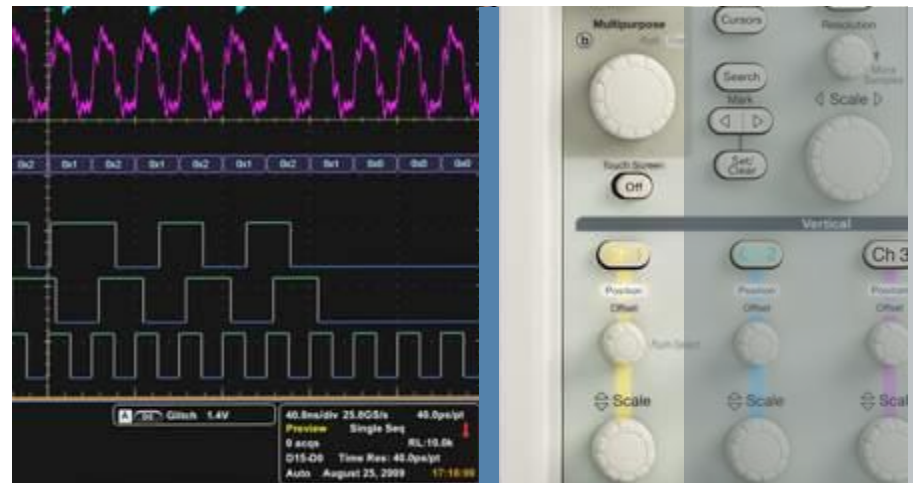 0x2 0x1 0x2 0x1 0x2 0x1 0x2 0x1 0x0 0x0 0x0
A Glitch 1.4V
40.0ns/div 25.0GS/s 40.0ps/pt
Preview Single Seq
0 acqs RL:10.0k
D15-D0 Time Res: 40.0ps/pt
Auto August 25, 2009
Multipurpose
b
Cursors
Resolution
More
Search
Mark
Scale
Set/
Clear
Touch Screen
Off
Vertical
Ch 3
Position
Position
Offset
Offset
Offset
Scale
Scale